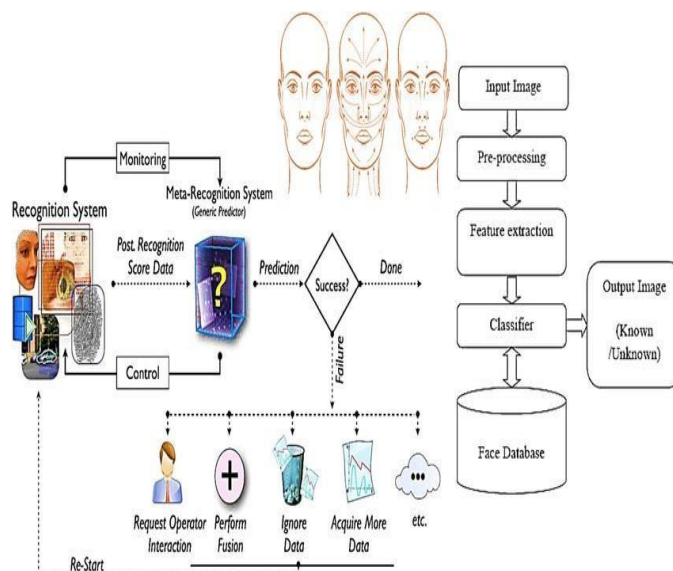 Monitoring
Recognition System
Meta-Recognition System
(Generic Predictor)
Post. Recognition
Score Data
?
Prediction
Success?
Done
Control
Failure
Request Operator
Interaction
Perform
Fusion
Ignore
Data
Acquire More
Data
etc.
Re-Start
Input Image
Pre-processing
Feature extraction
Classifier
Output Image
(Known
/Unknown)
Face Database